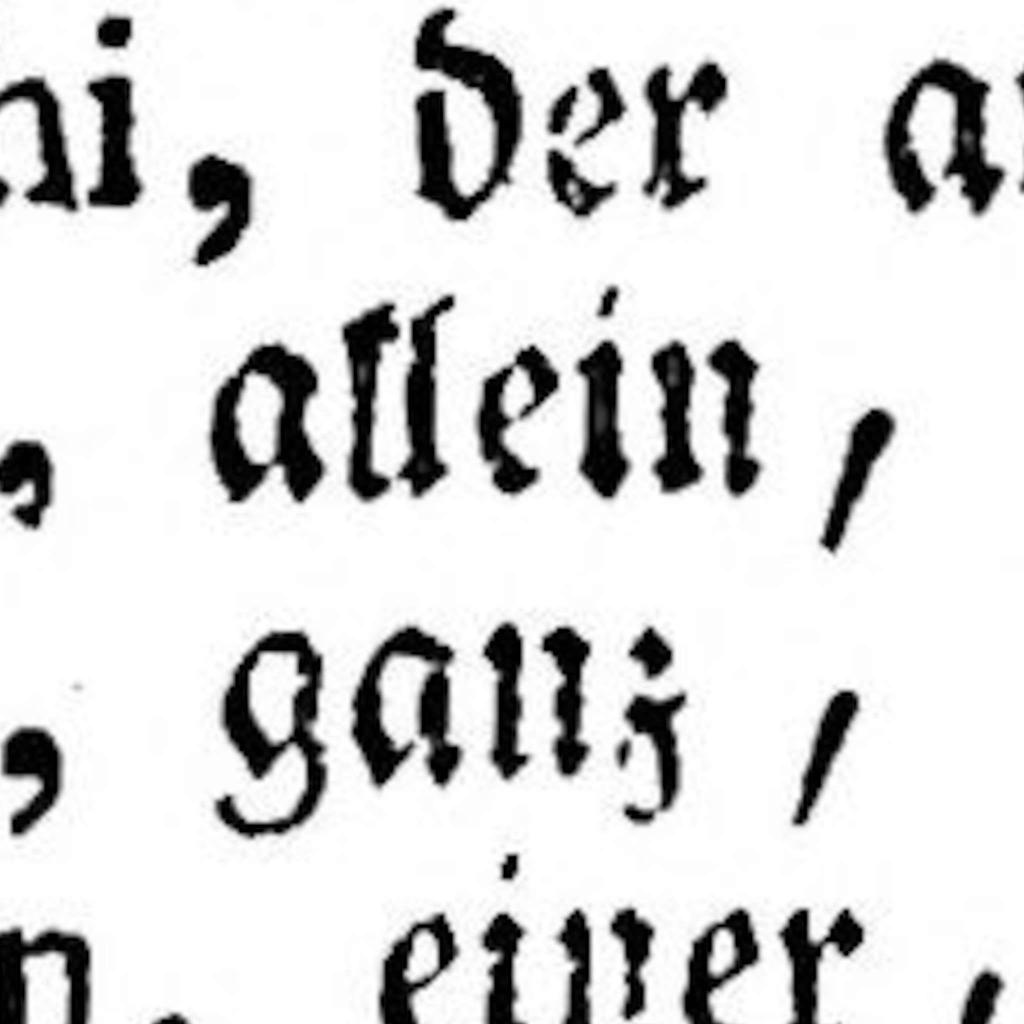 ni, der
, allein,
, ganz,
einer,